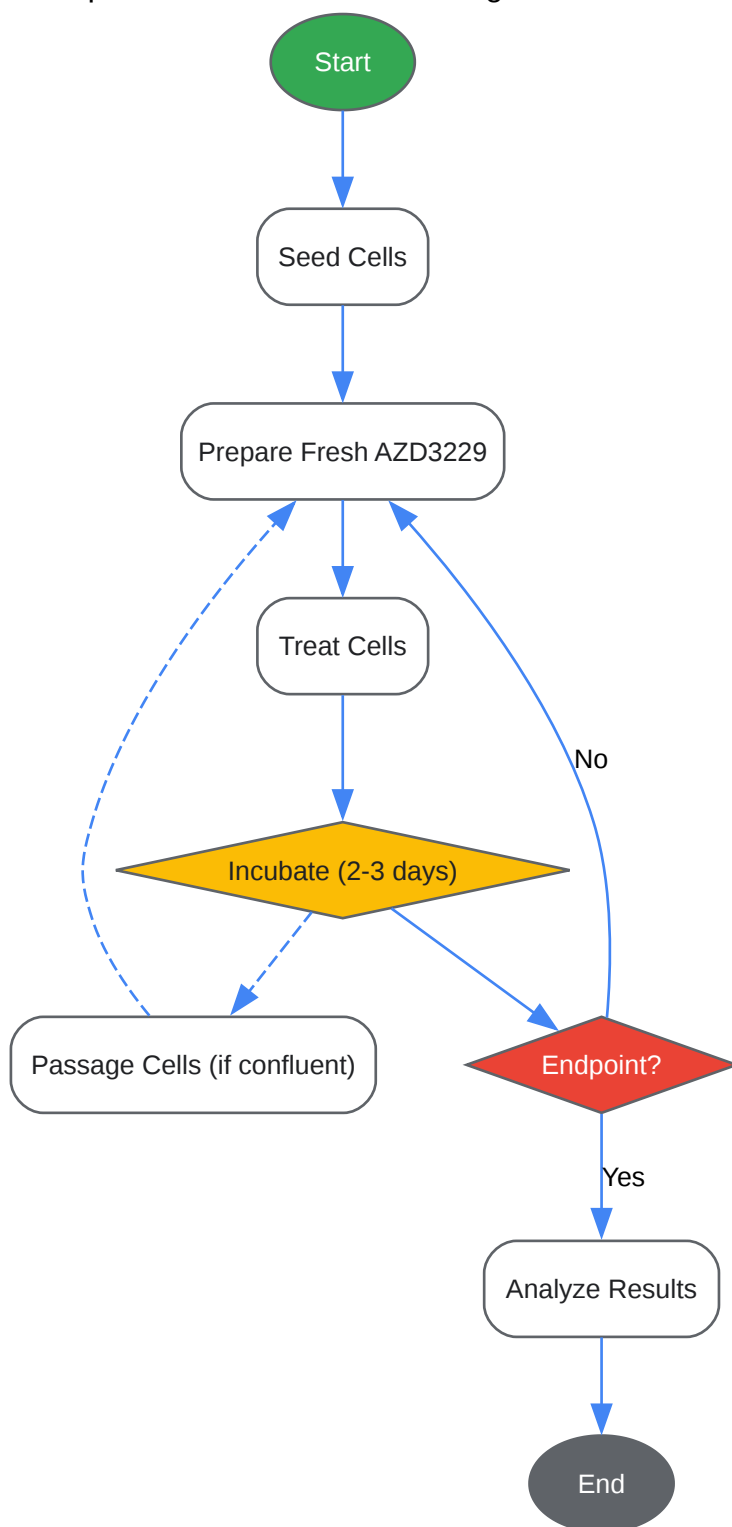 Start
Seed Cells
Prepare Fresh AZD3229
Treat Cells
No
Incubate (2-3 days)
Passage Cells (if confluent)
Endpoint?
Yes
Analyze Results
End